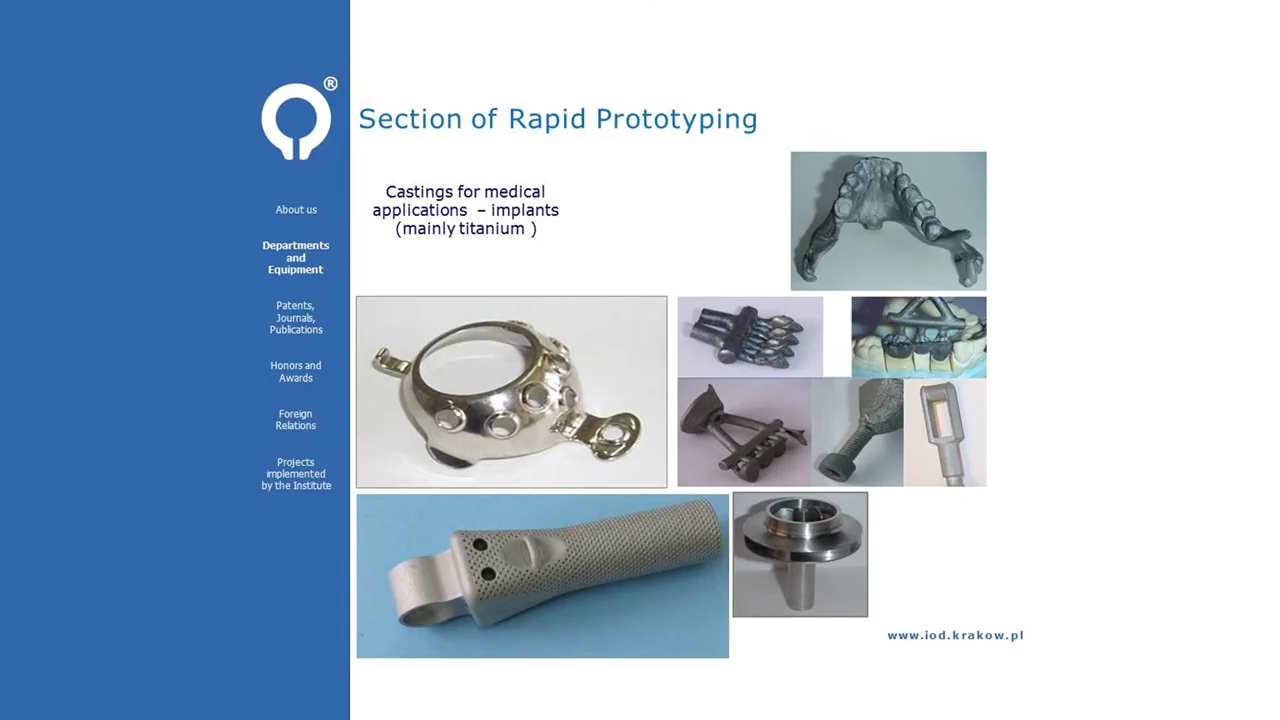 ®
Section of Rapid Prototyping
Castings for medical
applications – implants
(mainly titanium )
About us
Departments
and
Equipment
Patents,
Journals,
Publications
Honors and
Awards
Foreign
Relations
Projects
implemented
by the Institute
www.iod.krakow.pl